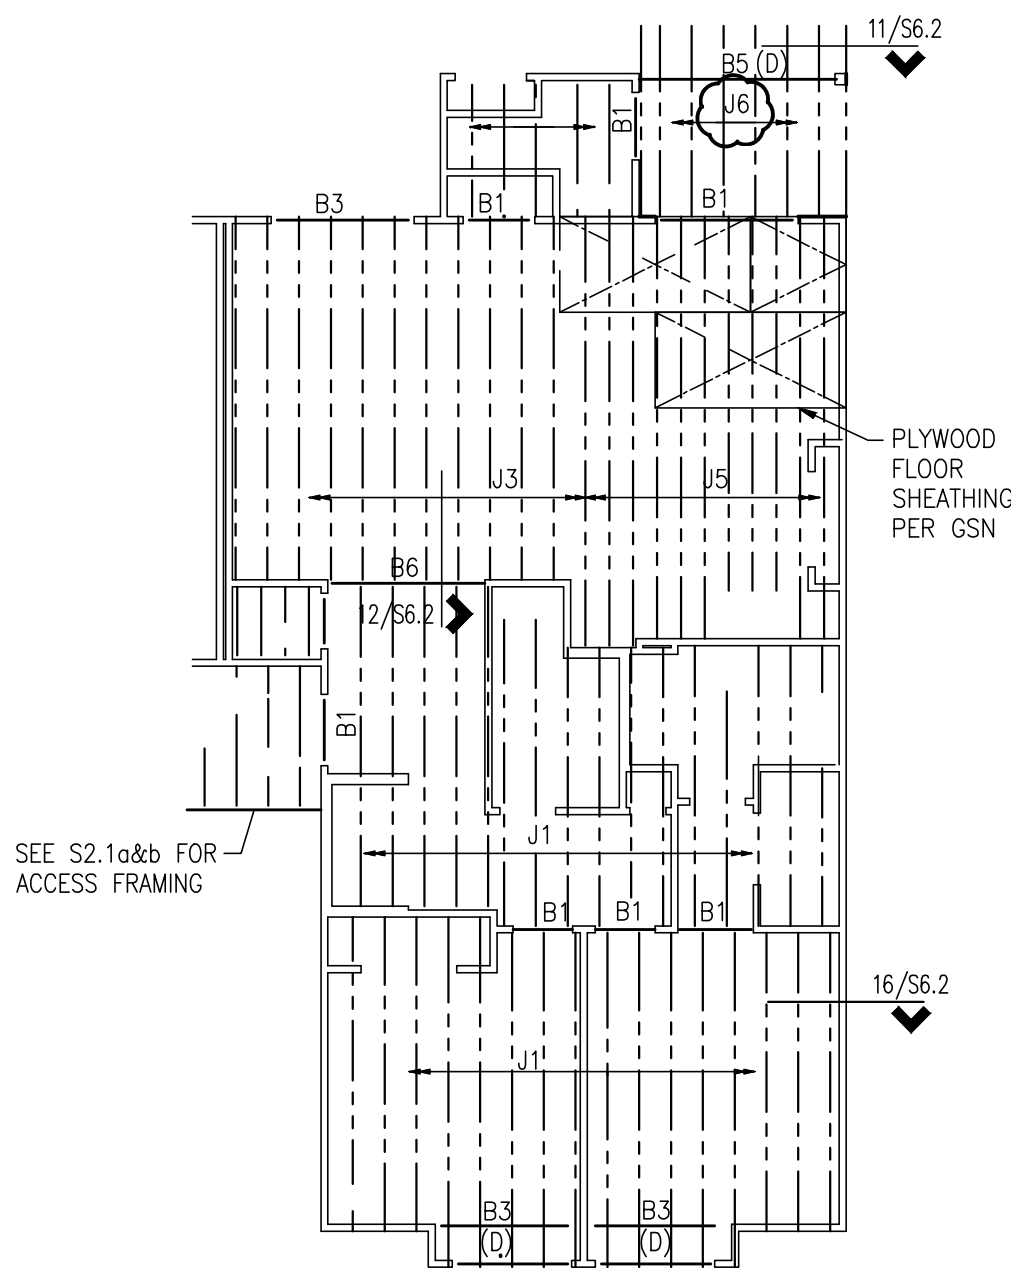 11/S6.2
B5 (D)
J6
B1
B3
B1
B1
PLYWOOD
FLOOR
SHEATHING
PER GSN
J3
J5
B6
12/S6.2
B1
SEE S2.1a&b FOR
ACCESS FRAMING
J1
B1
B1
B1
16/S6.2
J1
B3
(D)
B3
(D)